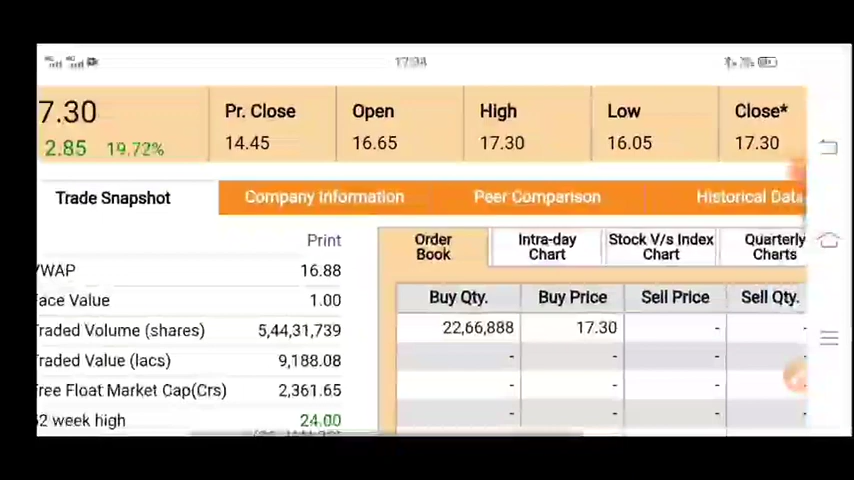 17:34
7.30 Pr. Close Open High Low Close*
2.85 19.72% 14.45 16.65 17.30 16.05 17.30
Trade Snapshot Company Information Peer Comparison Historical Data
Print Order Book Intra-day Chart Stock V/s Index Chart Quarterly Charts
VWAP 16.88
Face Value 1.00 Buy Qty. Buy Price Sell Price Sell Qty.
Traded Volume (shares) 5,44,31,739 22,66,888 17.30 - -
Traded Value (lacs) 9,188.08 - - - -
Free Float Market Cap(Crs) 2,361.65 - - - -
52 week high 24.00 - - - -